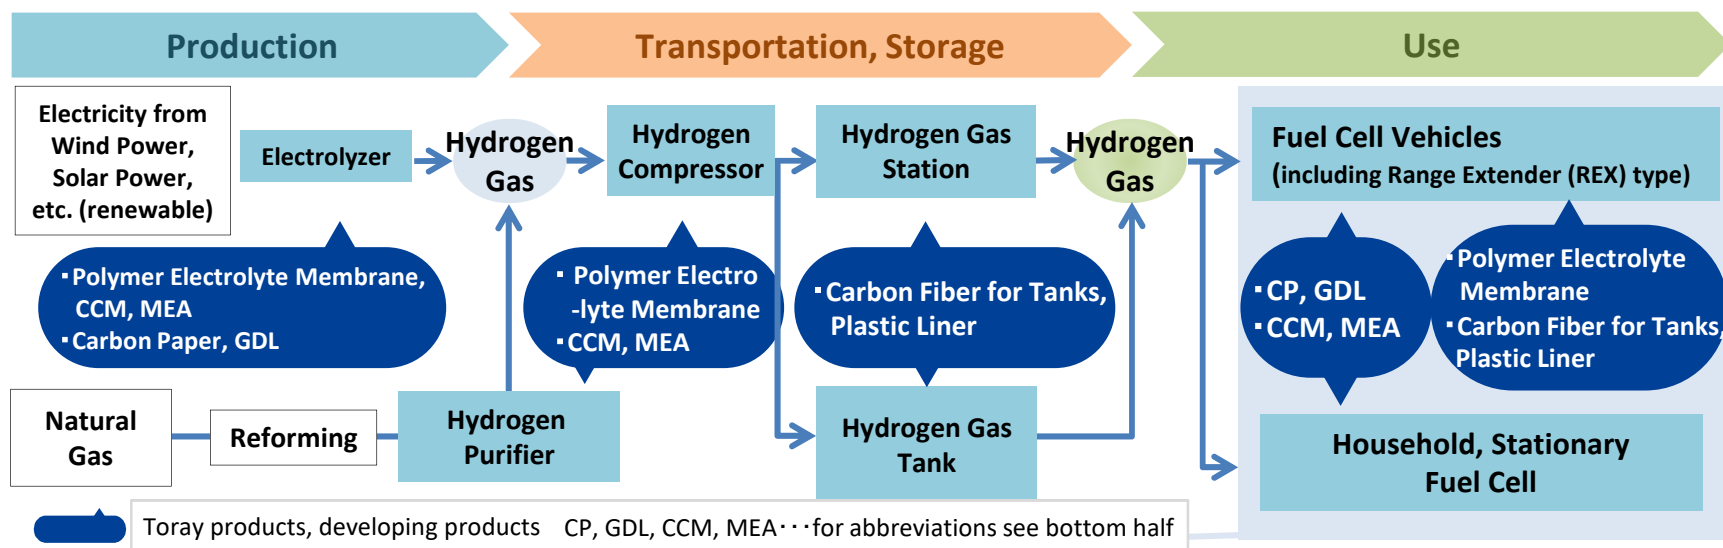 Production
Transportation, Storage
Use
Electricity from
Wind Power,
Solar Power,
etc. (renewable)
Electrolyzer
Hydrogen
Gas
Hydrogen
Compressor
Hydrogen Gas
Station
Hydrogen
Gas
Fuel Cell Vehicles
(including Range Extender (REX) type)
・Polymer Electrolyte Membrane,
CCM, MEA
・Carbon Paper, GDL
・Polymer Electro
-lyte Membrane
・CCM, MEA
・Carbon Fiber for Tanks,
Plastic Liner
・CP, GDL
・CCM, MEA
・Polymer Electrolyte
Membrane
・Carbon Fiber for Tanks,
Plastic Liner
Natural
Gas
Reforming
Hydrogen
Purifier
Hydrogen Gas
Tank
Household, Stationary
Fuel Cell
Toray products, developing products CP, GDL, CCM, MEA・・・for abbreviations see bottom half